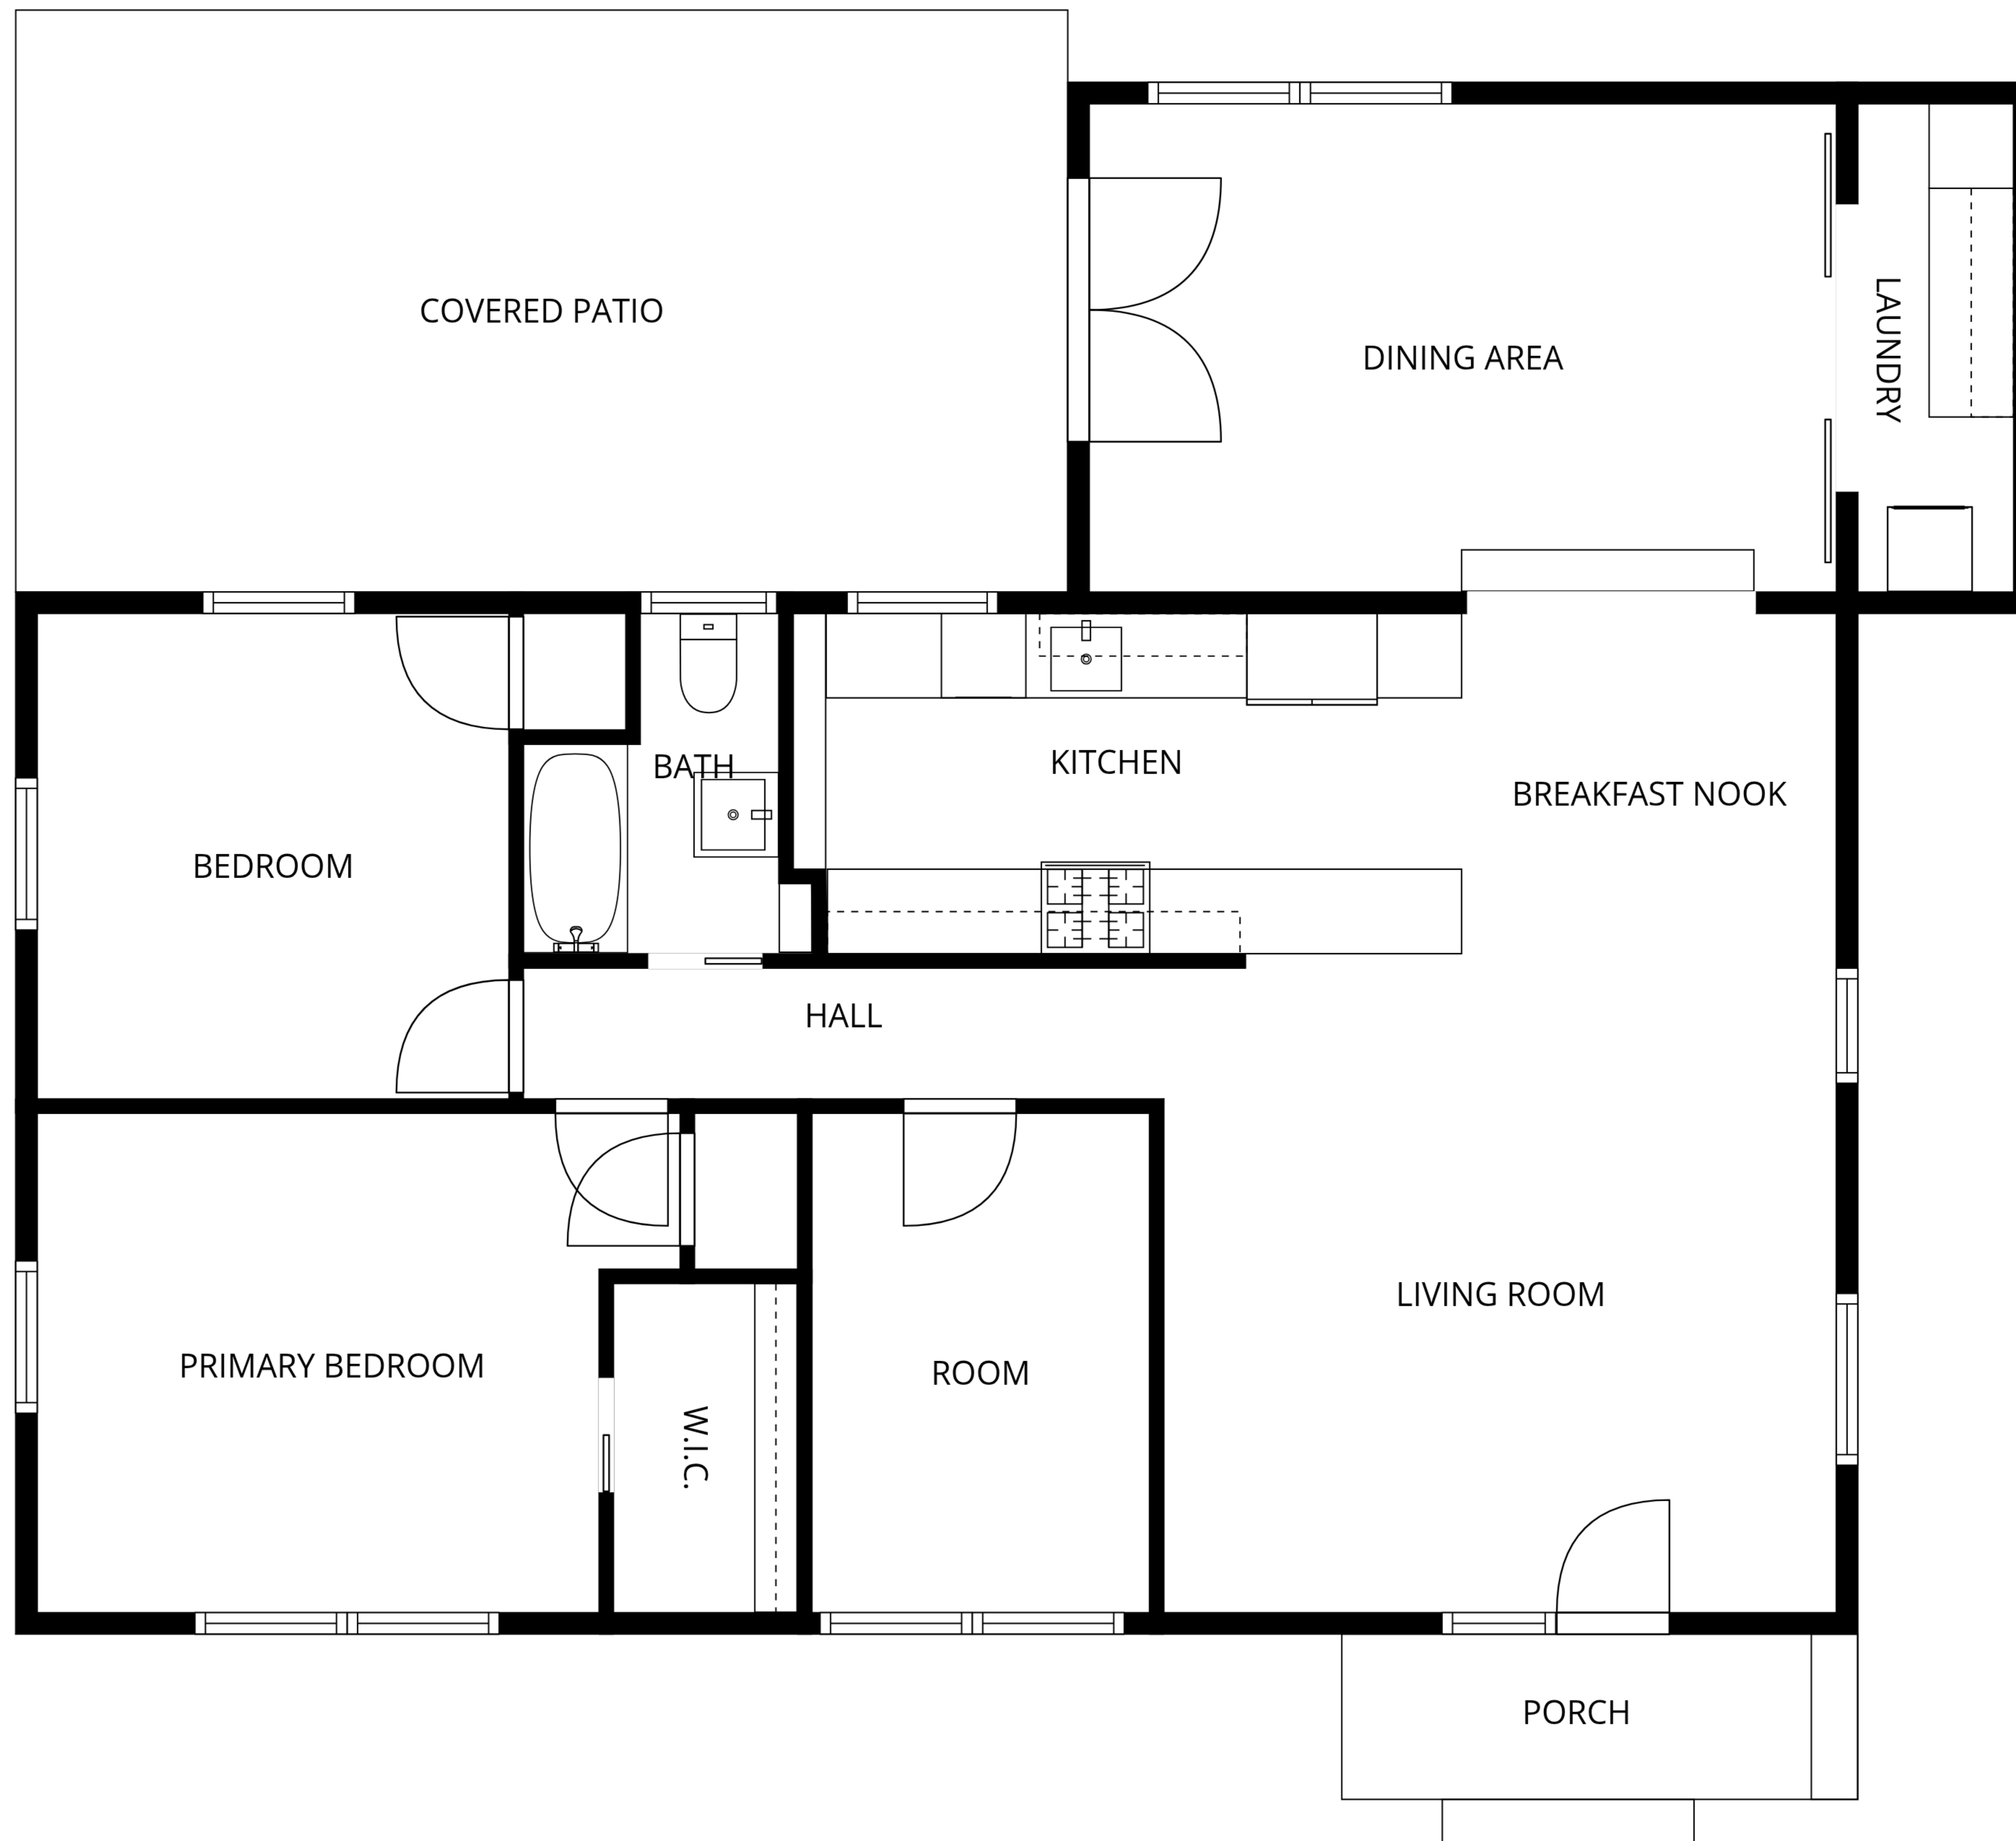 COVERED PATIO
DINING AREA
LAUNDRY
BATH
KITCHEN
BREAKFAST NOOK
BEDROOM
HALL
LIVING ROOM
PRIMARY BEDROOM
ROOM
W.I.C.
PORCH